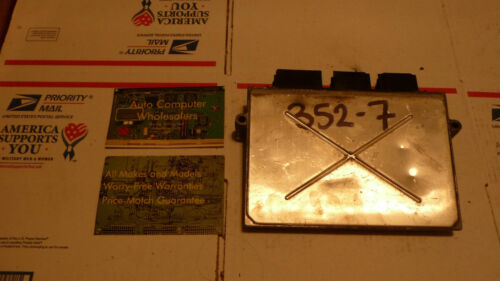 AMERICA
SUPPORTS
YOU
PRIORITY
MAIL
UNITED STATES POSTAL SERVICE
PRIORITY
MAIL
UNITED STATES POSTAL SERVICE
AMERICA
SUPPORTS
YOU
Auto Computer
Wholesalers
All Makes and Models
Worry-Free Warranties
Price-Match Guarantee
352-7